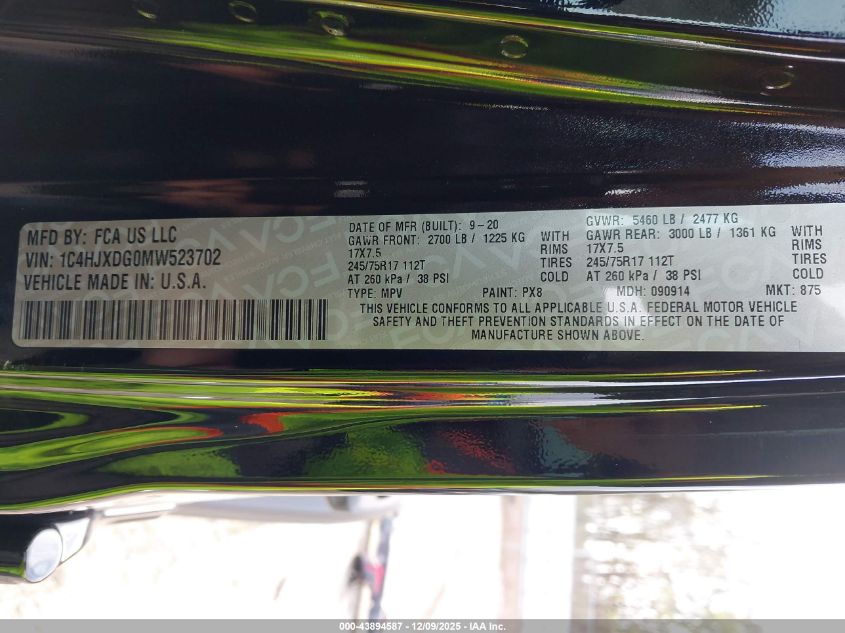 MFD BY: FCA US LLC
VIN: 1C4HJXDG0MW523702
VEHICLE MADE IN: U.S.A.
DATE OF MFR (BUILT): 9-20
GAWR FRONT: 2700 LB / 1225 KG WITH
17X7.5 RIMS
245/75R17 112T TIRES
AT 260 kPa / 38 PSI COLD
TYPE: MPV PAINT: PX8
GVWR: 5460 LB / 2477 KG
GAWR REAR: 3000 LB / 1361 KG WITH
17X7.5 RIMS
245/75R17 112T TIRES
AT 260 kPa / 38 PSI COLD
MDH: 090914 MKT: 875
THIS VEHICLE CONFORMS TO ALL APPLICABLE U.S.A. FEDERAL MOTOR VEHICLE
SAFETY AND THEFT PREVENTION STANDARDS IN EFFECT ON THE DATE OF
MANUFACTURE SHOWN ABOVE.
000-43894587 - 12/09/2025 - IAA Inc.